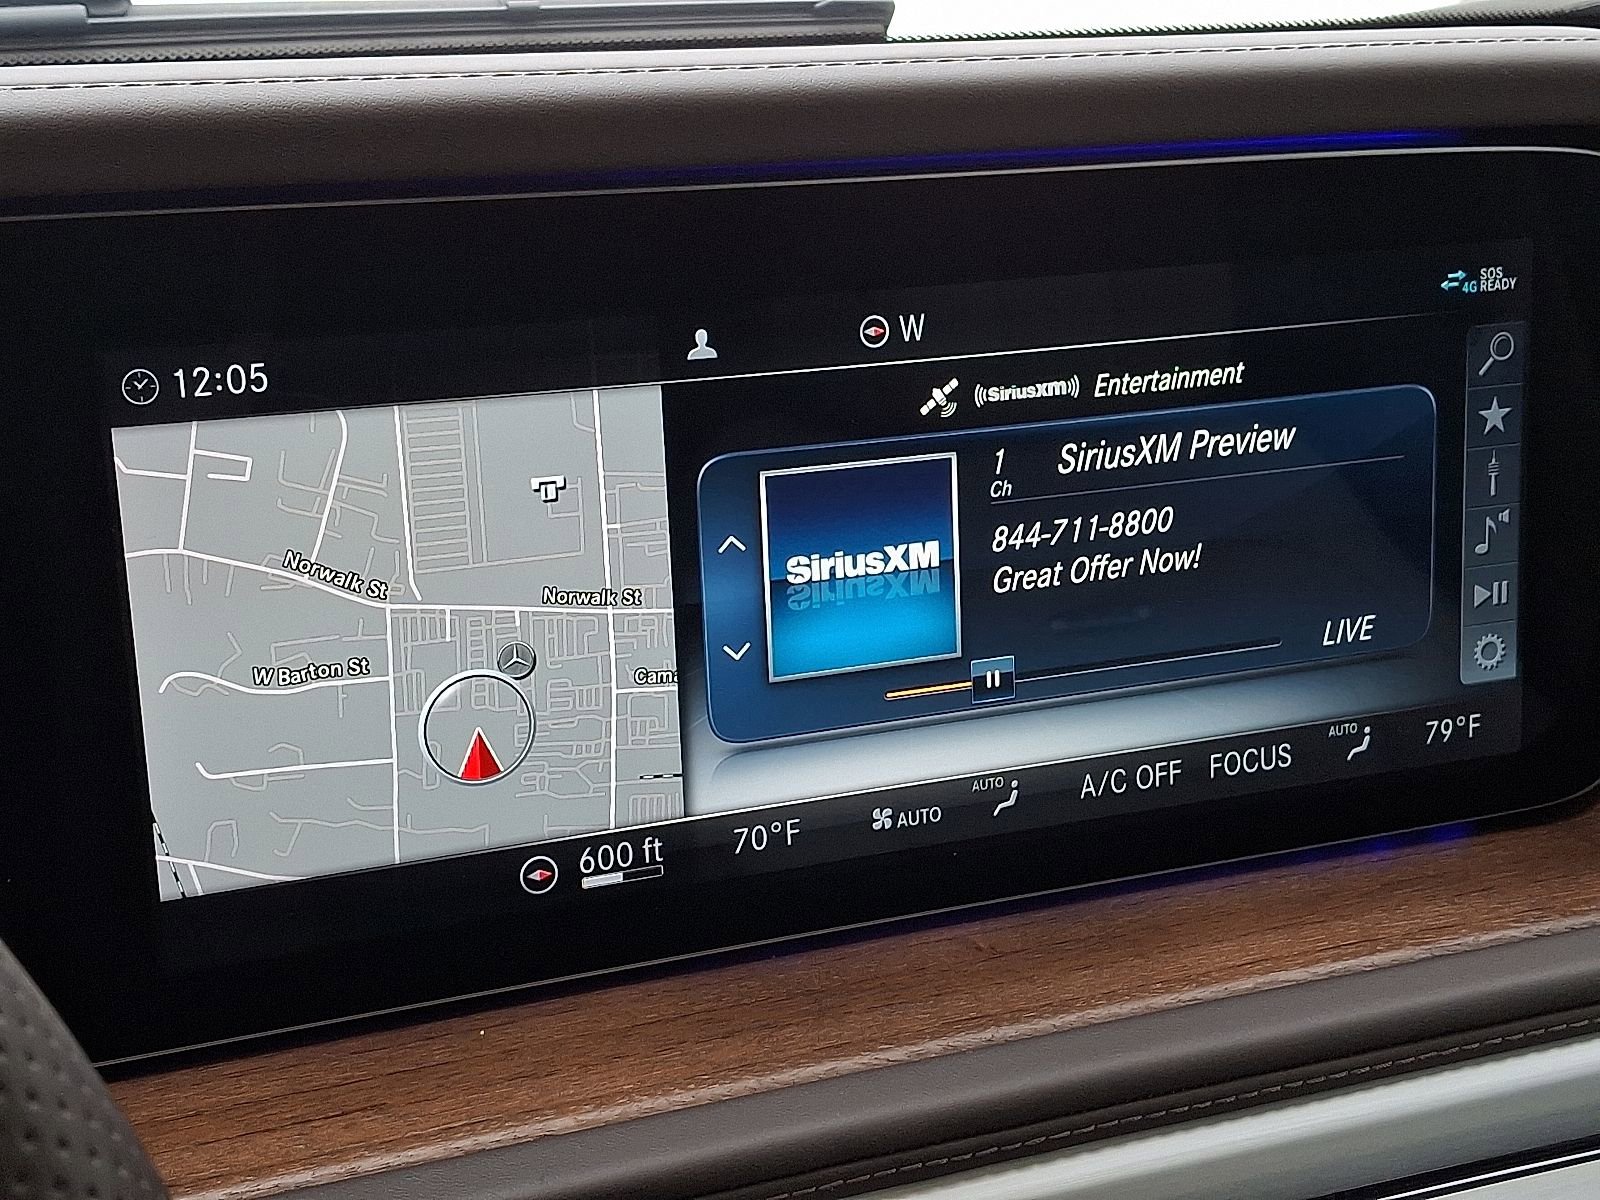 4G SOS
READY
W
12:05
SiriusXM Entertainment
1 SiriusXM Preview
Ch
SiriusXM
844-711-8800
Great Offer Now!
LIVE
Norwalk St
Norwalk St
W Barton St
Cama
600 ft
70°F
AUTO
AUTO
A/C OFF
FOCUS
AUTO
79°F